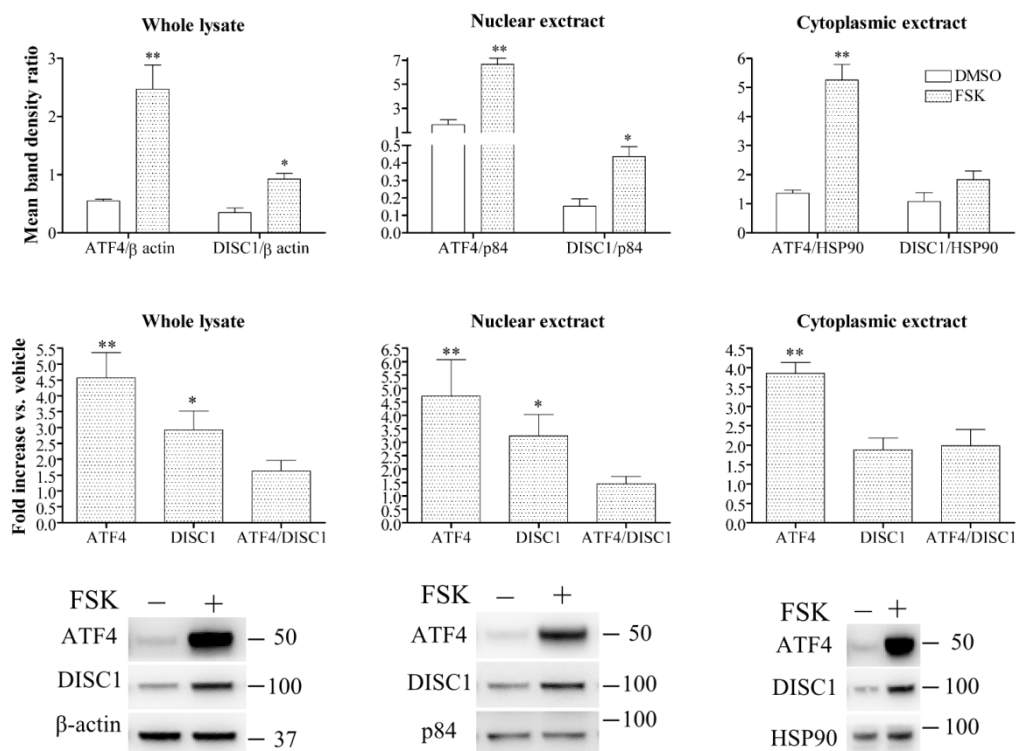 Whole lysate
Mean band density ratio
3
2
1
0
**
*
ATF4/β actin
DISC1/β actin
Nuclear exctract
7
5
3
1
0.5
0.4
0.3
0.2
0.1
0.0
**
*
ATF4/p84
DISC1/p84
Cytoplasmic exctract
6
5
4
3
2
1
0
**
DMSO
FSK
ATF4/HSP90
DISC1/HSP90
Whole lysate
Fold increase vs. vehicle
5.5
5.0
4.5
4.0
3.5
3.0
2.5
2.0
1.5
1.0
0.5
0.0
**
*
ATF4
DISC1
ATF4/DISC1
Nuclear exctract
6.5
6.0
5.5
5.0
4.5
4.0
3.5
3.0
2.5
2.0
1.5
1.0
0.5
0.0
**
*
ATF4
DISC1
ATF4/DISC1
Cytoplasmic exctract
4.5
4.0
3.5
3.0
2.5
2.0
1.5
1.0
0.5
0.0
**
ATF4
DISC1
ATF4/DISC1
FSK − +
ATF4 − 50
DISC1 − 100
β-actin − 37
FSK − +
ATF4 − 50
DISC1 − 100
p84 − 100
FSK − +
ATF4 − 50
DISC1 − 100
HSP90 − 100